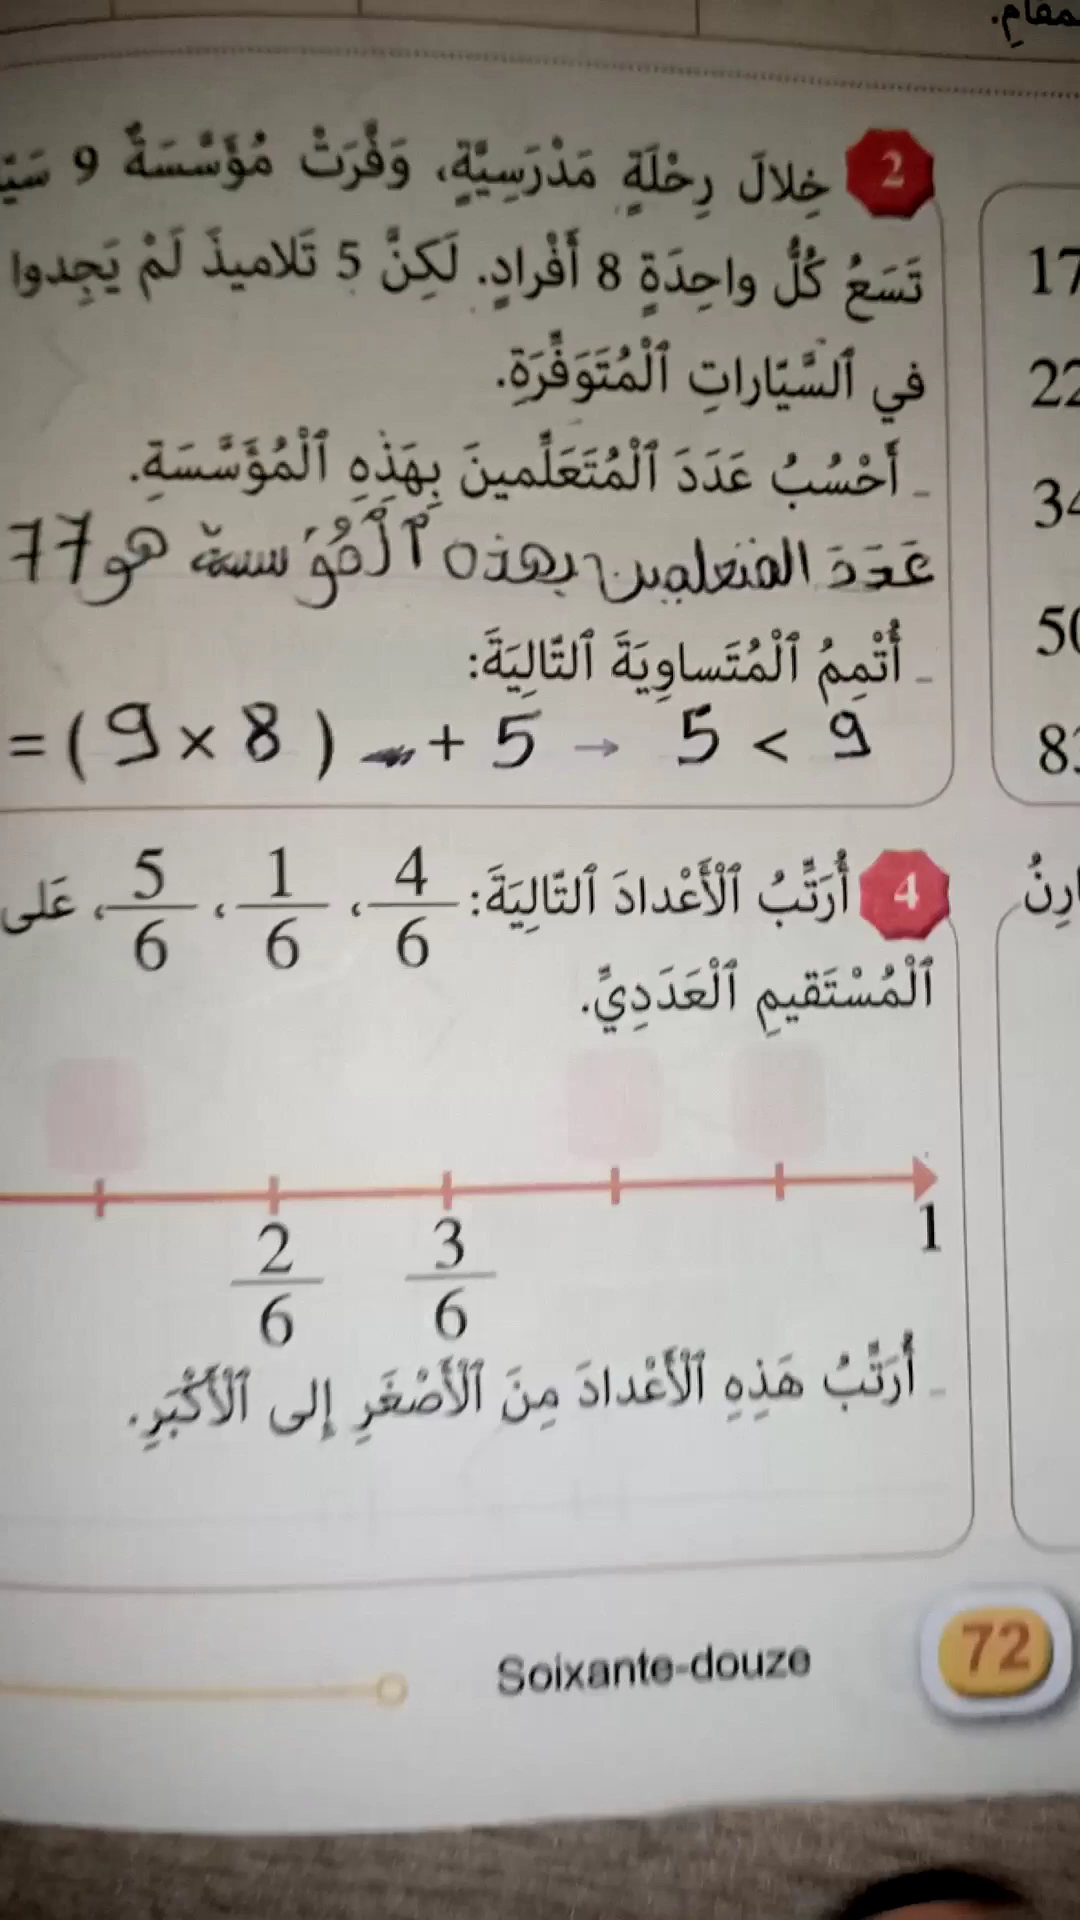 مقامِ.
2 خِلالَ رِحْلَةٍ مَدْرَسِيَّةٍ، وَفَّرَتْ مُؤَسَّسَةٌ 9
تَسَعُ كُلُّ واحِدَةٍ 8 أَفْرادٍ. لَكِنَّ 5 تَلاميذَ لَمْ يَجِدوا
في ٱلسَّيّاراتِ ٱلْمُتَوَفِّرَةِ.
_ أَحْسُبُ عَدَدَ ٱلْمُتَعَلِّمينَ بِهَذِهِ ٱلْمُؤَسَّسَةِ.
عَدَدَ المتعلمين بهذه ٱلْمُؤَسسة هو 77
_ أُتْمِمُ ٱلْمُتَساوِيَةَ ٱلتّالِيَةَ:
= ( 9 × 8 ) + 5 → 5 < 9
4 أُرَتِّبُ ٱلْأَعْدادَ ٱلتّالِيَةَ: 4/6، 1/6، 5/6، عَلى
ٱلْمُسْتَقيمِ ٱلْعَدَدِيِّ.
2/6 3/6 1
_ أُرَتِّبُ هَذِهِ ٱلْأَعْدادَ مِنَ ٱلْأَصْغَرِ إِلى ٱلْأَكْبَرِ.
Soixante-douze 72
17
22
34
50